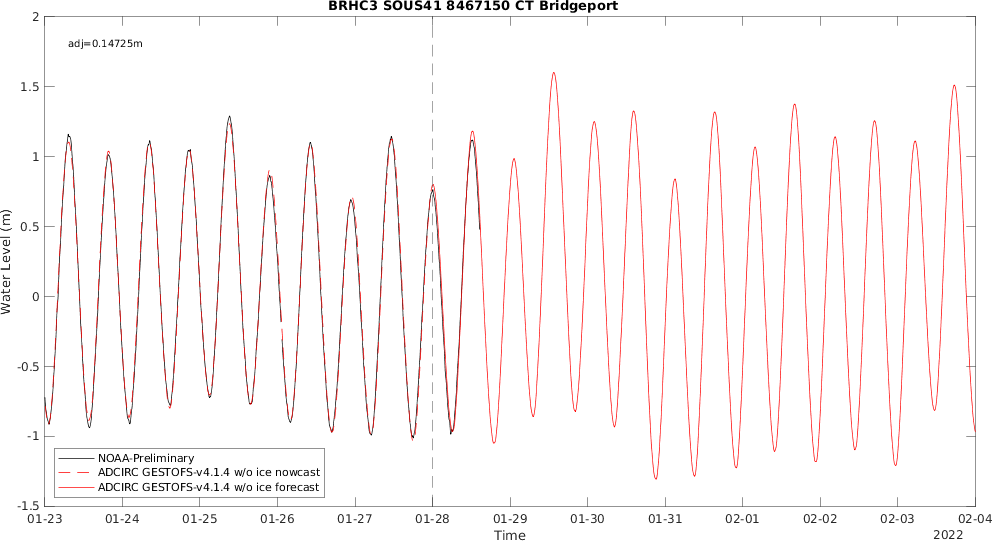 BRHC3 SOUS41 8467150 CT Bridgeport
adj=0.14725m
2
1.5
1
0.5
0
-0.5
-1
-1.5
Water Level (m)
NOAA-Preliminary
ADCIRC GESTOFS-v4.1.4 w/o ice nowcast
ADCIRC GESTOFS-v4.1.4 w/o ice forecast
01-23 01-24 01-25 01-26 01-27 01-28 01-29 01-30 01-31 02-01 02-02 02-03 02-04
Time
2022